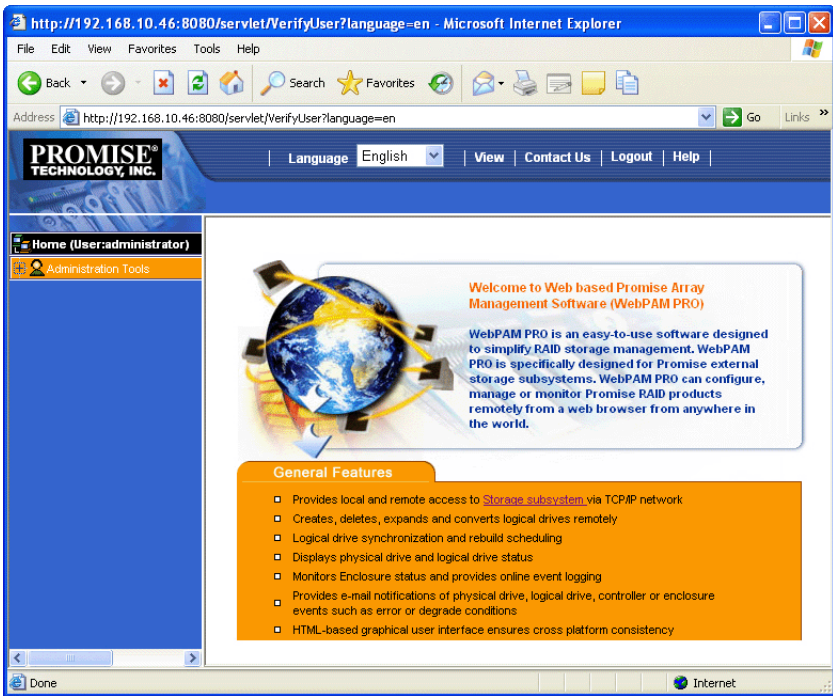 http://192.168.10.46:8080/servlet/VerifyUser?language=en - Microsoft Internet Explorer
File Edit View Favorites Tools Help
Back Search Favorites
Address http://192.168.10.46:8080/servlet/VerifyUser?language=en Go Links »
PROMISE®
TECHNOLOGY, INC.
| Language English | View | Contact Us | Logout | Help |
Home (User:administrator)
Administration Tools
Welcome to Web based Promise Array
Management Software (WebPAM PRO)
WebPAM PRO is an easy-to-use software designed
to simplify RAID storage management. WebPAM
PRO is specifically designed for Promise external
storage subsystems. WebPAM PRO can configure,
manage or monitor Promise RAID products
remotely from a web browser from anywhere in
the world.
General Features
Provides local and remote access to Storage subsystem via TCP/IP network
Creates, deletes, expands and converts logical drives remotely
Logical drive synchronization and rebuild scheduling
Displays physical drive and logical drive status
Monitors Enclosure status and provides online event logging
Provides e-mail notifications of physical drive, logical drive, controller or enclosure
events such as error or degrade conditions
HTML-based graphical user interface ensures cross platform consistency
Done Internet